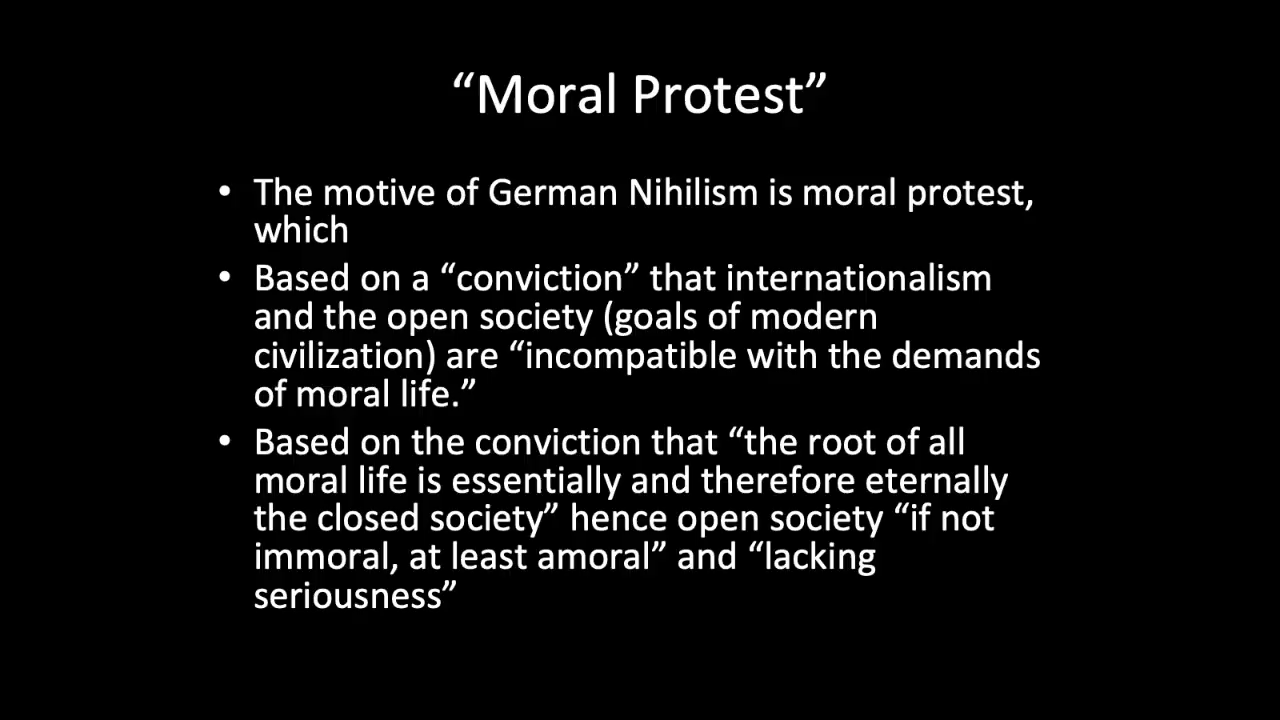 “Moral Protest”
• The motive of German Nihilism is moral protest,
which
• Based on a “conviction” that internationalism
and the open society (goals of modern
civilization) are “incompatible with the demands
of moral life.”
• Based on the conviction that “the root of all
moral life is essentially and therefore eternally
the closed society” hence open society “if not
immoral, at least amoral” and “lacking
seriousness”